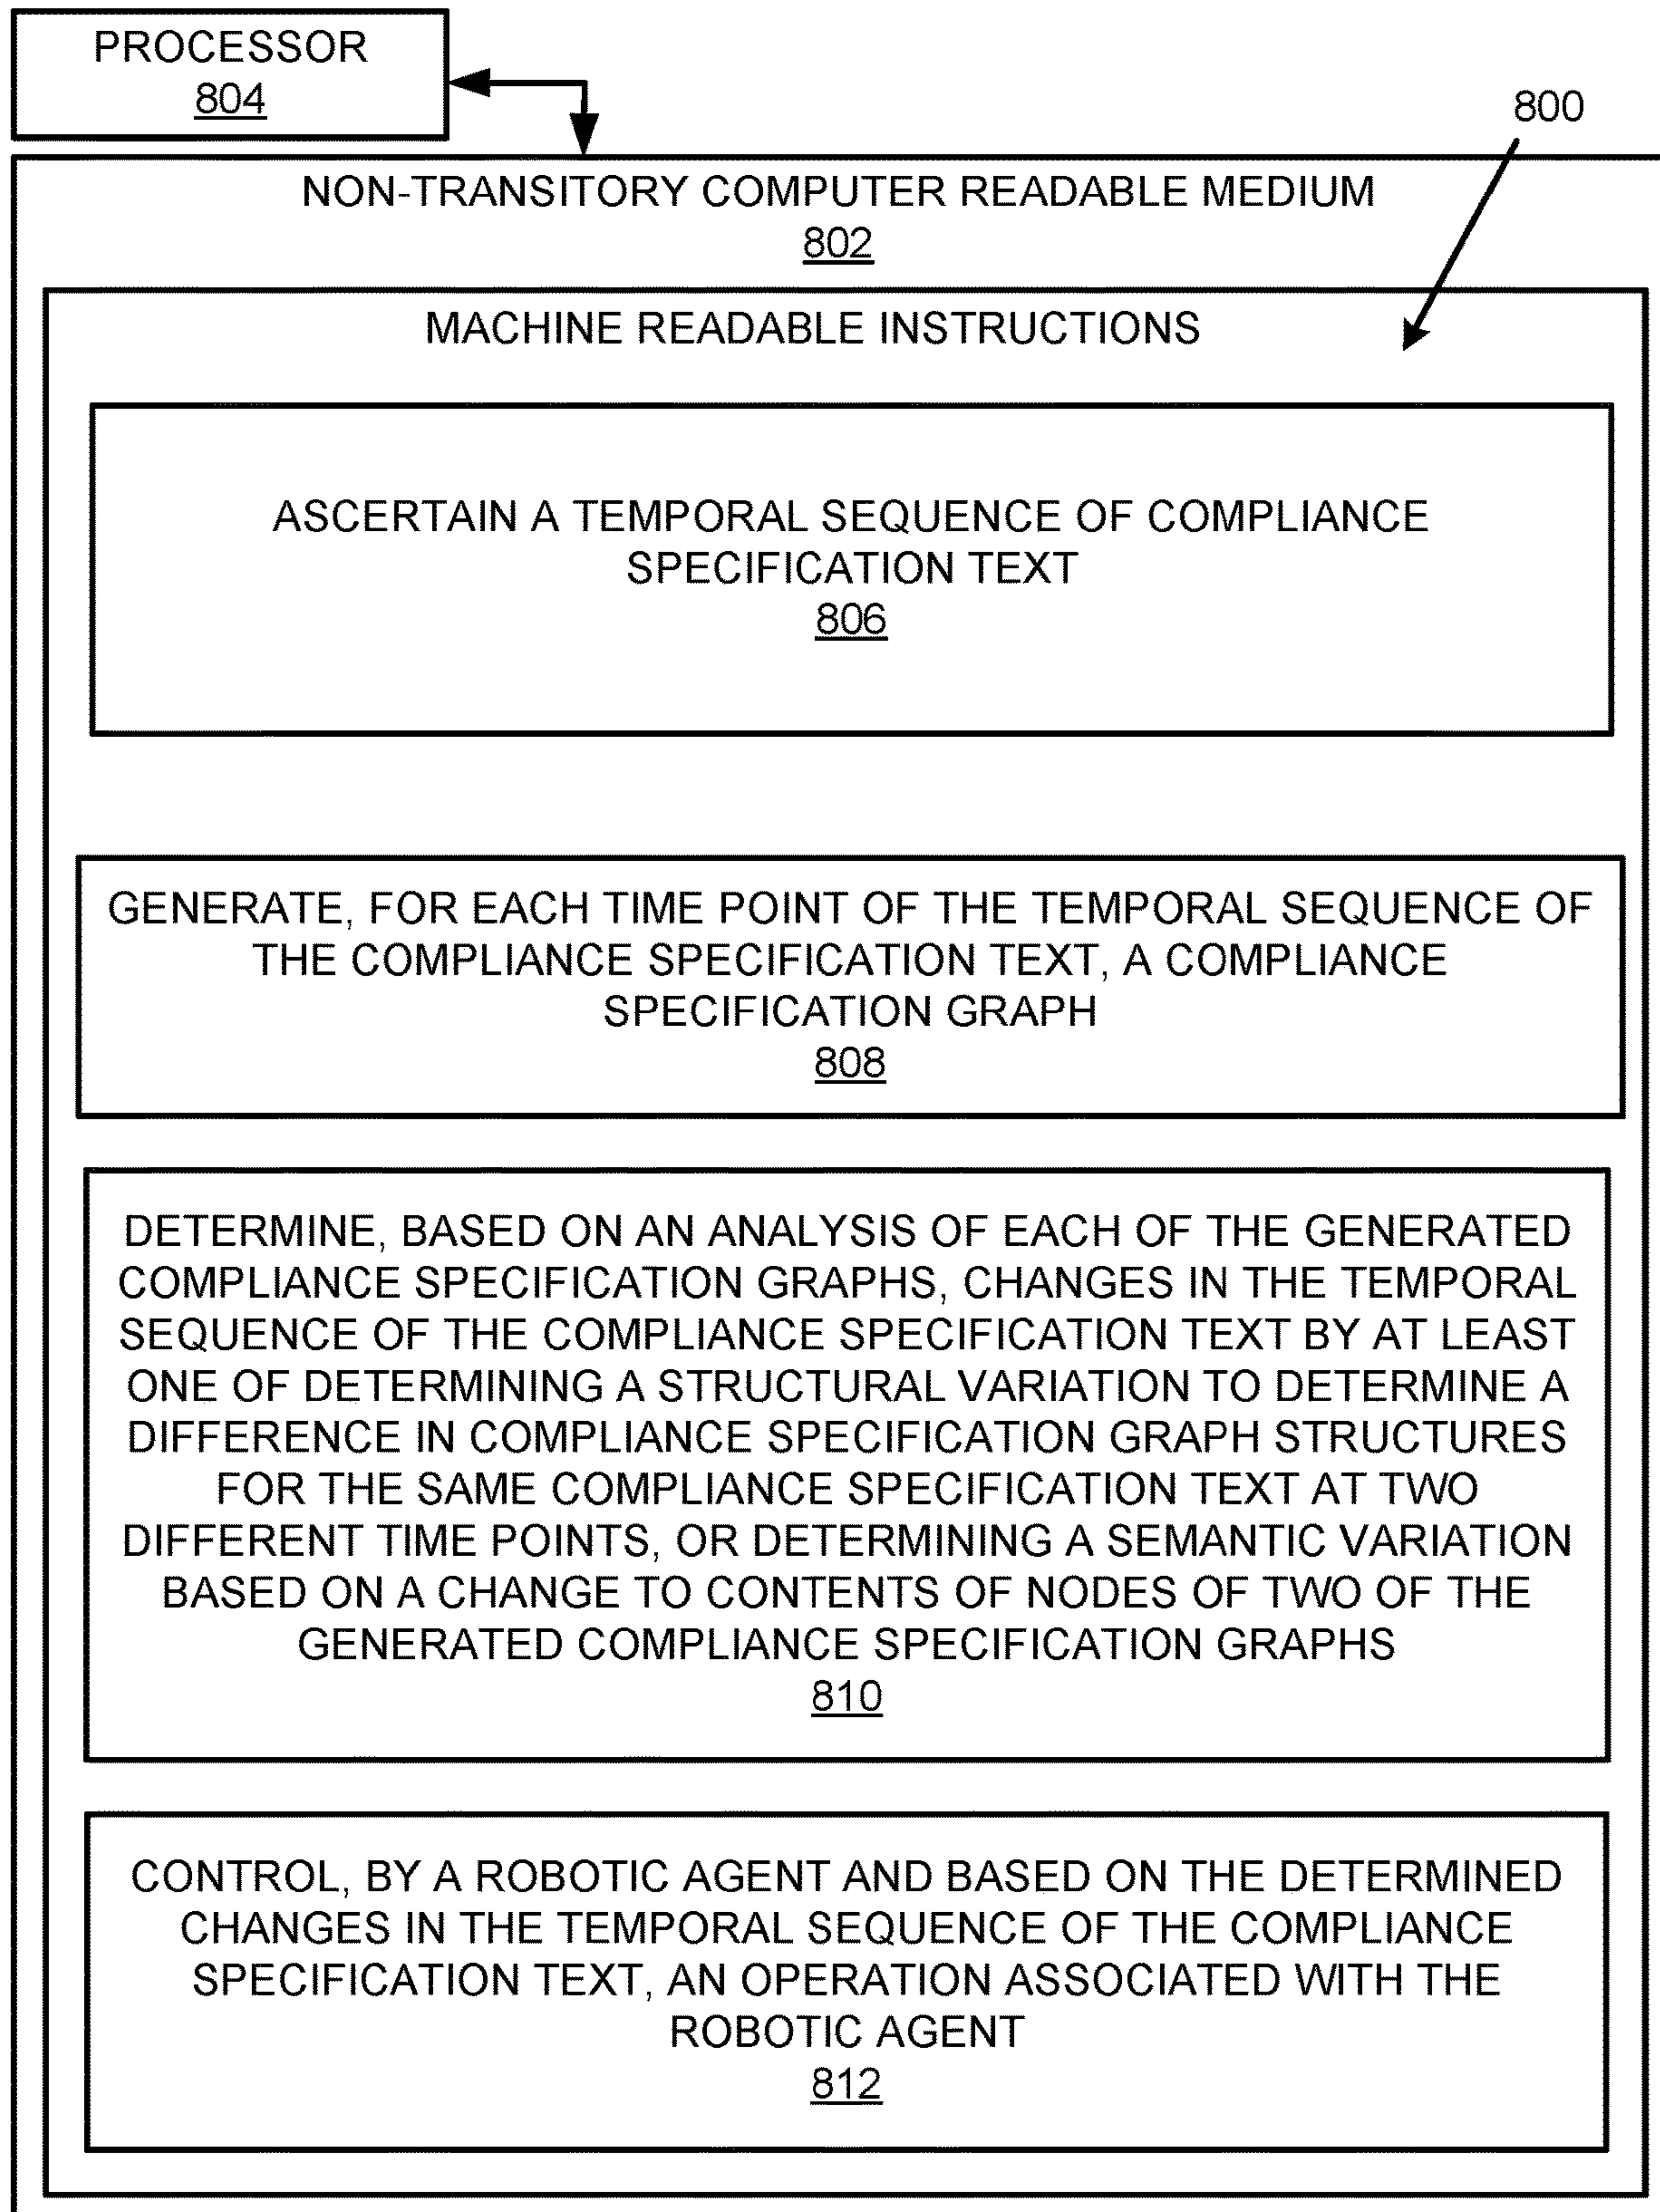 PROCESSOR
804
800
NON-TRANSITORY COMPUTER READABLE MEDIUM
802
MACHINE READABLE INSTRUCTIONS
ASCERTAIN A TEMPORAL SEQUENCE OF COMPLIANCE
SPECIFICATION TEXT
806
GENERATE, FOR EACH TIME POINT OF THE TEMPORAL SEQUENCE OF
THE COMPLIANCE SPECIFICATION TEXT, A COMPLIANCE
SPECIFICATION GRAPH
808
DETERMINE, BASED ON AN ANALYSIS OF EACH OF THE GENERATED
COMPLIANCE SPECIFICATION GRAPHS, CHANGES IN THE TEMPORAL
SEQUENCE OF THE COMPLIANCE SPECIFICATION TEXT BY AT LEAST
ONE OF DETERMINING A STRUCTURAL VARIATION TO DETERMINE A
DIFFERENCE IN COMPLIANCE SPECIFICATION GRAPH STRUCTURES
FOR THE SAME COMPLIANCE SPECIFICATION TEXT AT TWO
DIFFERENT TIME POINTS, OR DETERMINING A SEMANTIC VARIATION
BASED ON A CHANGE TO CONTENTS OF NODES OF TWO OF THE
GENERATED COMPLIANCE SPECIFICATION GRAPHS
810
CONTROL, BY A ROBOTIC AGENT AND BASED ON THE DETERMINED
CHANGES IN THE TEMPORAL SEQUENCE OF THE COMPLIANCE
SPECIFICATION TEXT, AN OPERATION ASSOCIATED WITH THE
ROBOTIC AGENT
812